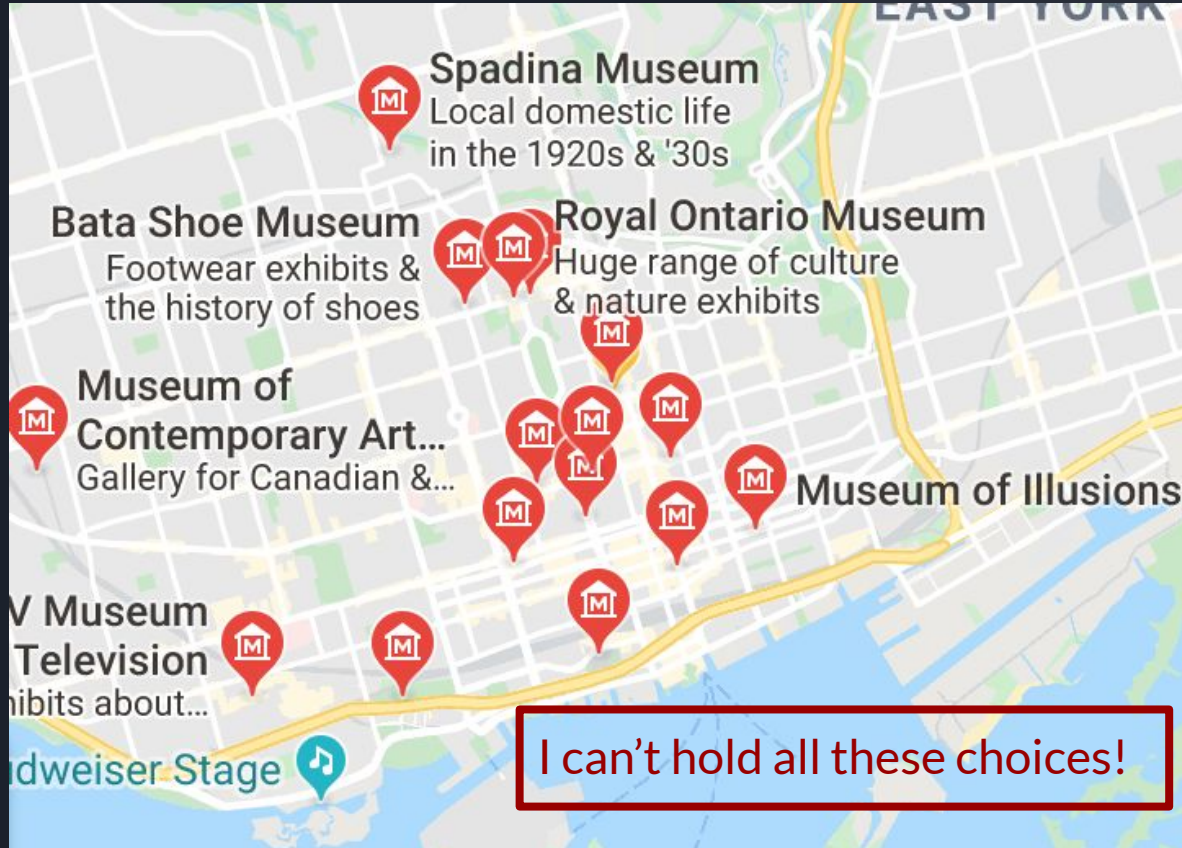 EAST YORK
Spadina Museum
Local domestic life
in the 1920s & '30s
Bata Shoe Museum
Footwear exhibits &
the history of shoes
Royal Ontario Museum
Huge range of culture
& nature exhibits
Museum of
Contemporary Art...
Gallery for Canadian &...
Museum of Illusions
V Museum
Television
hibits about...
dweiser Stage
I can’t hold all these choices!